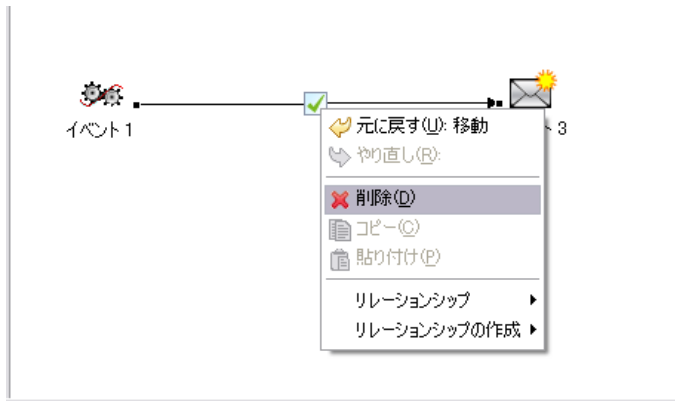 イベント 1
ト 3
元に戻す(U): 移動
やり直し(R):
削除(D)
コピー(C)
貼り付け(P)
リレーションシップ
リレーションシップの作成